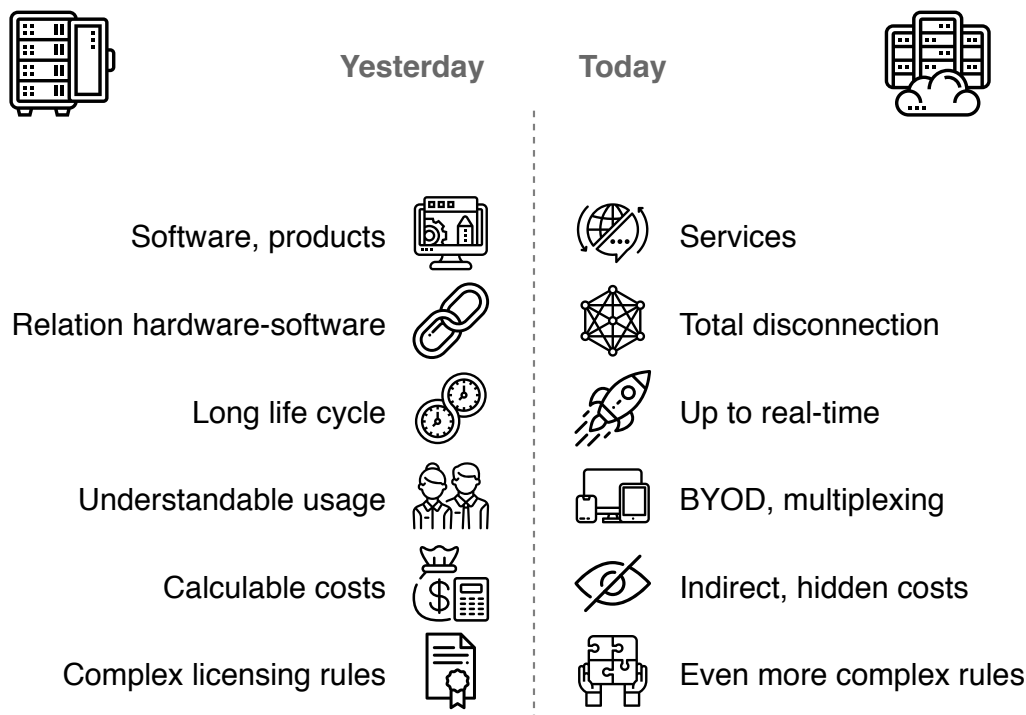 Yesterday
Today
Software, products
Services
Relation hardware-software
Total disconnection
Long life cycle
Up to real-time
Understandable usage
BYOD, multiplexing
Calculable costs
Indirect, hidden costs
Complex licensing rules
Even more complex rules